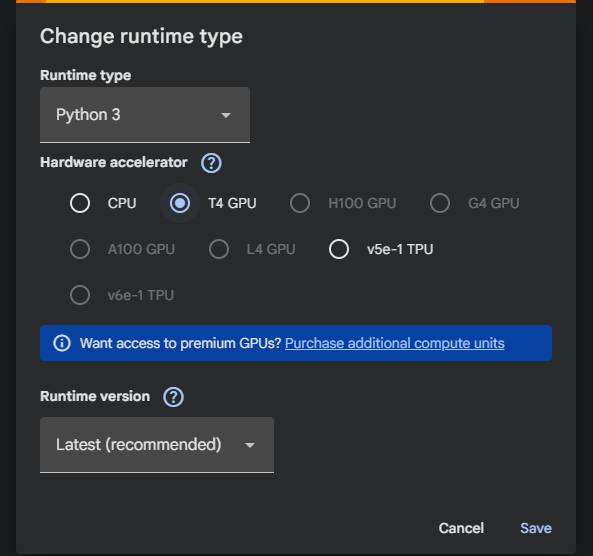 Change runtime type
Runtime type
Python 3
Hardware accelerator ?
CPU T4 GPU H100 GPU G4 GPU
A100 GPU L4 GPU v5e-1 TPU
v6e-1 TPU
Want access to premium GPUs? Purchase additional compute units
Runtime version ?
Latest (recommended)
Cancel Save